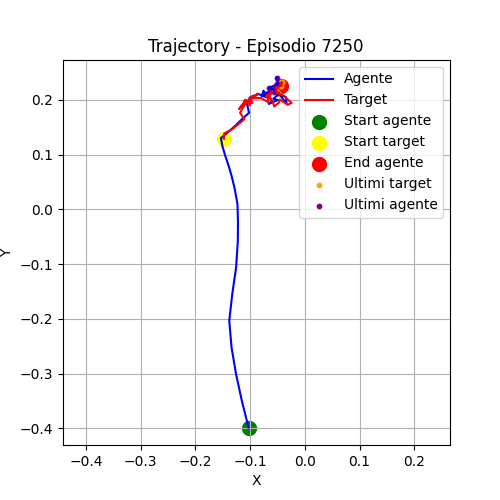 Trajectory - Episodio 7250
Agente
Target
Start agente
Start target
End agente
Ultimi target
Ultimi agente
Y
0.2
0.1
0.0
−0.1
−0.2
−0.3
−0.4
−0.4
−0.3
−0.2
−0.1
0.0
0.1
0.2
X